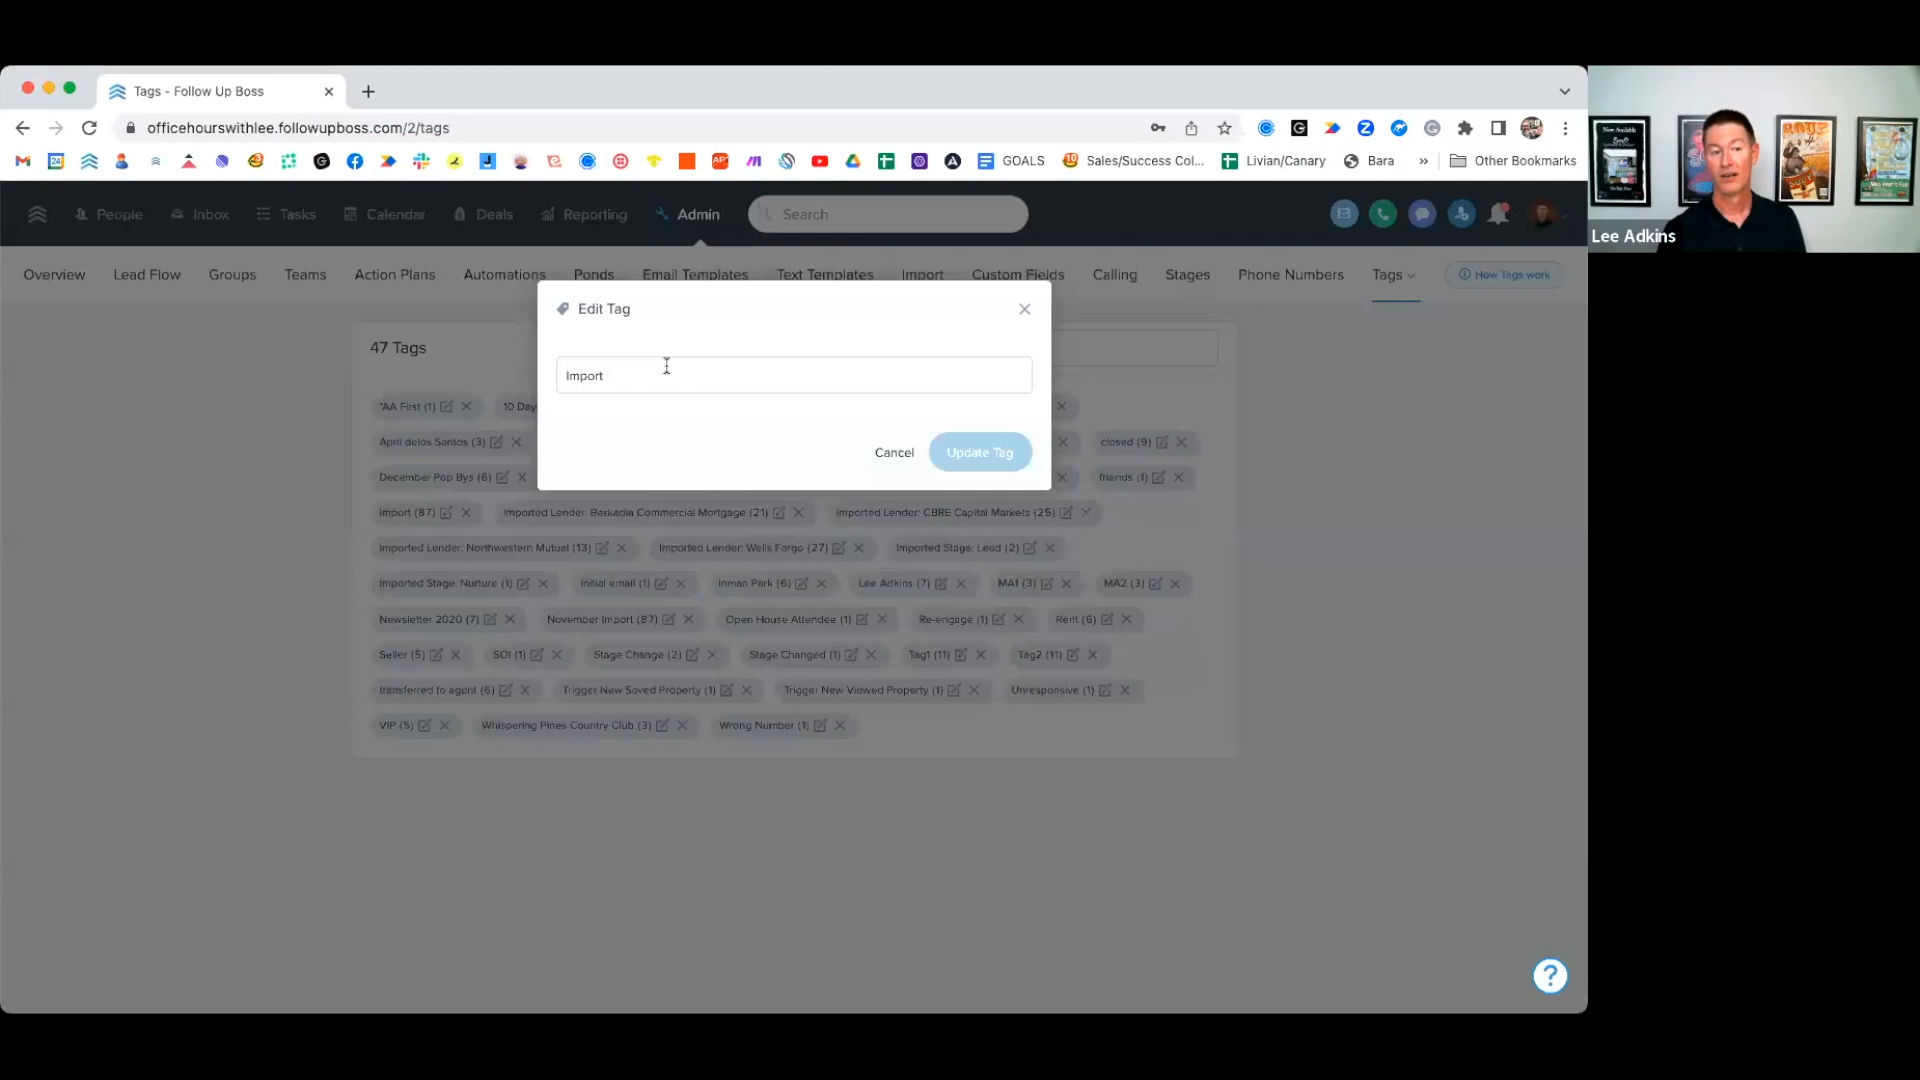 Tags - Follow Up Boss
officehourswithlee.followupboss.com/2/tags
GOALS Sales/Success Col... Livian/Canary Bara » Other Bookmarks
People Inbox Tasks Calendar Deals Reporting Admin Search
Lee Adkins
Overview Lead Flow Groups Teams Action Plans Automations Ponds Email Templates Text Templates Import Custom Fields Calling Stages Phone Numbers Tags How Tags work
Edit Tag
47 Tags
Import
*AA First (1) 10 Day
April delos Santos (3) closed (9)
Cancel Update Tag
December Pop Bys (6) friends (1)
Import (87) Imported Lender: Berkadia Commercial Mortgage (21) Imported Lender: CBRE Capital Markets (25)
Imported Lender: Northwestern Mutual (13) Imported Lender: Wells Fargo (27) Imported Stage: Lead (2)
Imported Stage: Nurture (1) Initial email (1) Inman Park (6) Lee Adkins (7) MA1 (3) MA2 (3)
Newsletter 2020 (7) November Import (87) Open House Attendee (1) Re-engage (1) Rent (6)
Seller (5) SOI (1) Stage Change (2) Stage Changed (1) Tag1 (11) Tag2 (11)
transferred to agent (6) Trigger New Saved Property (1) Trigger New Viewed Property (1) Unresponsive (1)
VIP (5) Whispering Pines Country Club (3) Wrong Number (1)